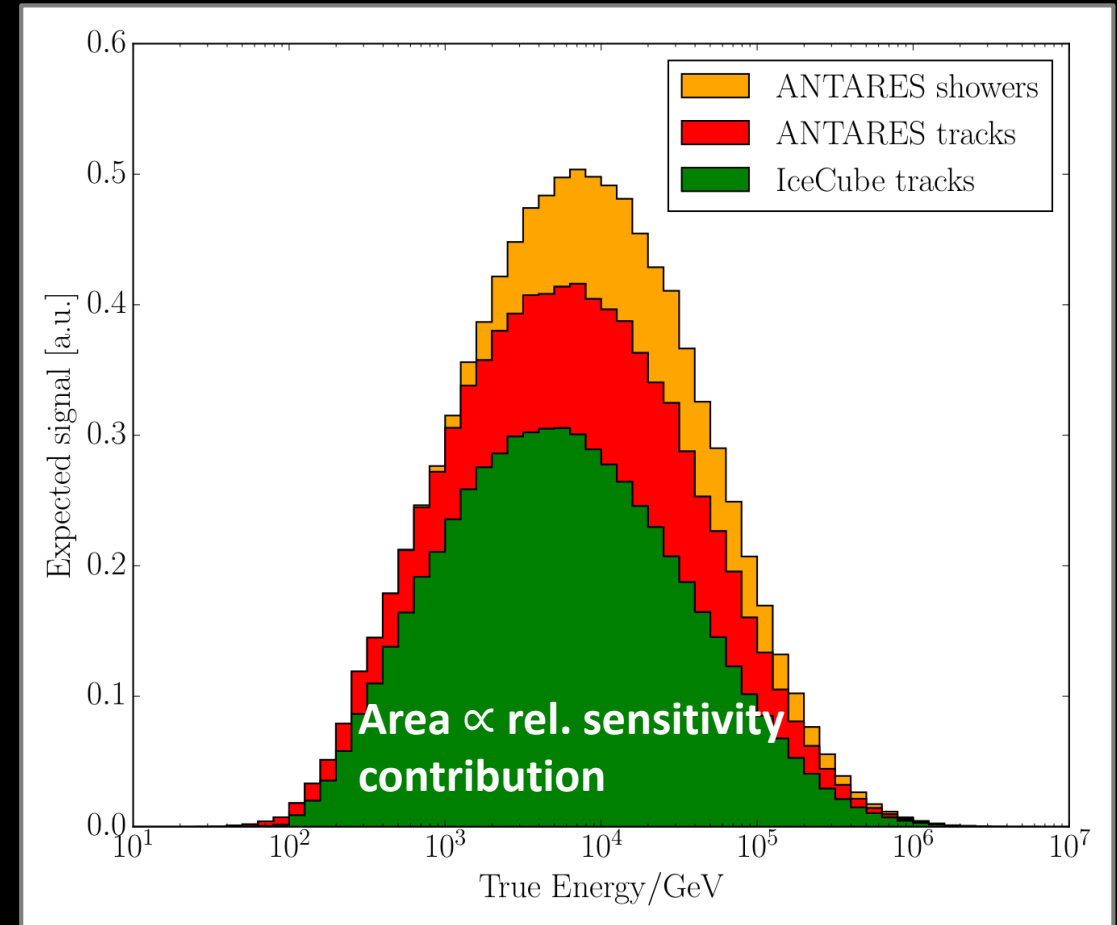 0.6
0.5
0.4
0.3
0.2
0.1
0.0
Expected signal [a.u.]
ANTARES showers
ANTARES tracks
IceCube tracks
Area ∝ rel. sensitivity
contribution
10¹ 10² 10³ 10⁴ 10⁵ 10⁶ 10⁷
True Energy/GeV